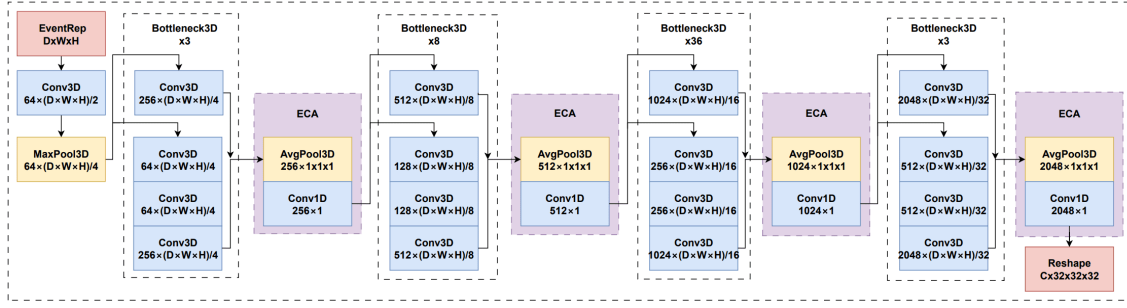 EventRep
DxWxH
Conv3D
64×(D×W×H)/2
MaxPool3D
64×(D×W×H)/4
Bottleneck3D
x3
Conv3D
256×(D×W×H)/4
Conv3D
64×(D×W×H)/4
Conv3D
64×(D×W×H)/4
Conv3D
256×(D×W×H)/4
ECA
AvgPool3D
256×1x1x1
Conv1D
256×1
Bottleneck3D
x8
Conv3D
512×(D×W×H)/8
Conv3D
128×(D×W×H)/8
Conv3D
128×(D×W×H)/8
Conv3D
512×(D×W×H)/8
ECA
AvgPool3D
512×1x1x1
Conv1D
512×1
Bottleneck3D
x36
Conv3D
1024×(D×W×H)/16
Conv3D
256×(D×W×H)/16
Conv3D
256×(D×W×H)/16
Conv3D
1024×(D×W×H)/16
ECA
AvgPool3D
1024×1x1x1
Conv1D
1024×1
Bottleneck3D
x3
Conv3D
2048×(D×W×H)/32
Conv3D
512×(D×W×H)/32
Conv3D
512×(D×W×H)/32
Conv3D
2048×(D×W×H)/32
ECA
AvgPool3D
2048×1x1x1
Conv1D
2048×1
Reshape
Cx32x32x32